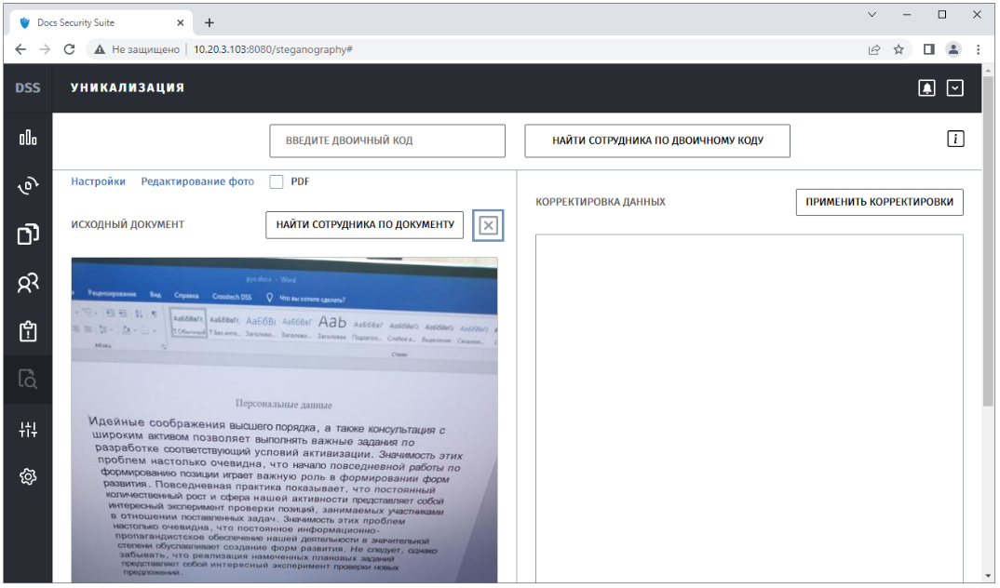 Docs Security Suite
Не защищено
10.20.3.103:8080/steganography#
DSS
УНИКАЛИЗАЦИЯ
ВВЕДИТЕ ДВОИЧНЫЙ КОД
НАЙТИ СОТРУДНИКА ПО ДВОИЧНОМУ КОДУ
i
Настройки Редактирование фото PDF
ИСХОДНЫЙ ДОКУМЕНТ
НАЙТИ СОТРУДНИКА ПО ДОКУМЕНТУ
КОРРЕКТИРОВКА ДАННЫХ
ПРИМЕНИТЬ КОРРЕКТИРОВКИ
рус.docx - Word
Рецензирование Вид Справка Crosstech DSS Что вы хотите сделать?
АаБбВвГг, АаБбВвГг, АаБбВ АаБбВвГ АаБ АаБбВвГ АаБбВвГг АаБбВвГг АаБбВвГг
¶ Обычный ¶ Без инте... Заголово... Заголово... Заголовок Подзагол... Слабое в... Выделение Сильное...
Абзац
Стили
Персональные данные
Идейные соображения высшего порядка, а также консультация с
широким активом позволяет выполнять важные задания по
разработке соответствующий условий активизации. Значимость этих
проблем настолько очевидна, что начало повседневной работы по
формированию позиции играет важную роль в формировании форм
развития. Повседневная практика показывает, что постоянный
количественный рост и сфера нашей активности представляет собой
интересный эксперимент проверки позиций, занимаемых участниками
в отношении поставленных задач. Значимость этих проблем
настолько очевидна, что постоянное информационно-
пропагандистское обеспечение нашей деятельности в значительной
степени обуславливает создание форм развития. Не следует, однако
забывать, что реализация намеченных плановых заданий
представляет собой интересный эксперимент проверки новых
предложений.